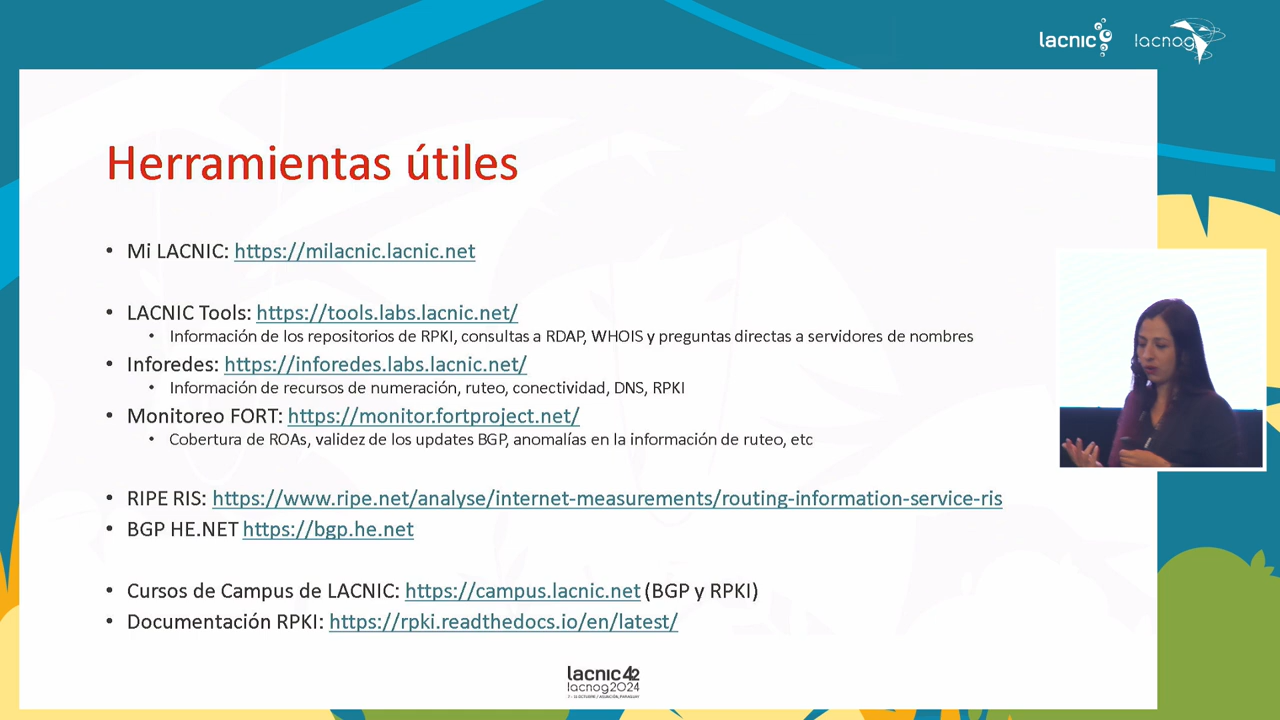 lacnic
lacnog
Herramientas útiles
• Mi LACNIC: https://milacnic.lacnic.net
• LACNIC Tools: https://tools.labs.lacnic.net/
• Información de los repositorios de RPKI, consultas a RDAP, WHOIS y preguntas directas a servidores de nombres
• Inforedes: https://inforedes.labs.lacnic.net/
• Información de recursos de numeración, ruteo, conectividad, DNS, RPKI
• Monitoreo FORT: https://monitor.fortproject.net/
• Cobertura de ROAs, validez de los updates BGP, anomalías en la información de ruteo, etc
• RIPE RIS: https://www.ripe.net/analyse/internet-measurements/routing-information-service-ris
• BGP HE.NET https://bgp.he.net
• Cursos de Campus de LACNIC: https://campus.lacnic.net (BGP y RPKI)
• Documentación RPKI: https://rpki.readthedocs.io/en/latest/
lacnic42
lacnog2024